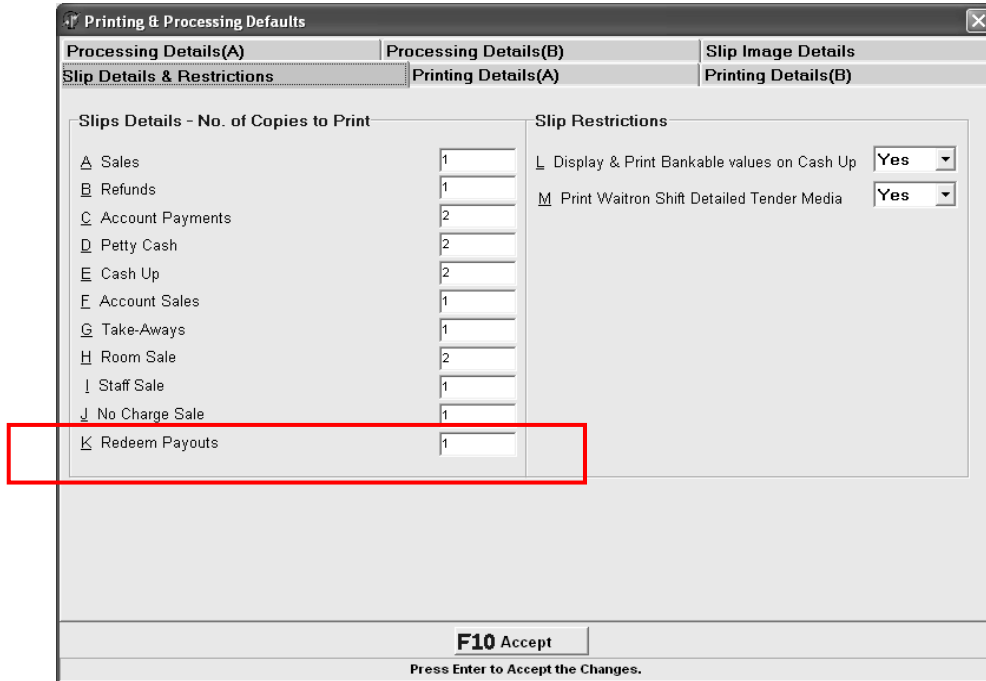 Printing & Processing Defaults
Processing Details(A) Processing Details(B) Slip Image Details
Slip Details & Restrictions Printing Details(A) Printing Details(B)
Slips Details - No. of Copies to Print
A Sales 1
B Refunds 1
C Account Payments 2
D Petty Cash 2
E Cash Up 2
F Account Sales 1
G Take-Aways 1
H Room Sale 2
I Staff Sale 1
J No Charge Sale 1
K Redeem Payouts 1
Slip Restrictions
L Display & Print Bankable values on Cash Up Yes
M Print Waitron Shift Detailed Tender Media Yes
F10 Accept
Press Enter to Accept the Changes.